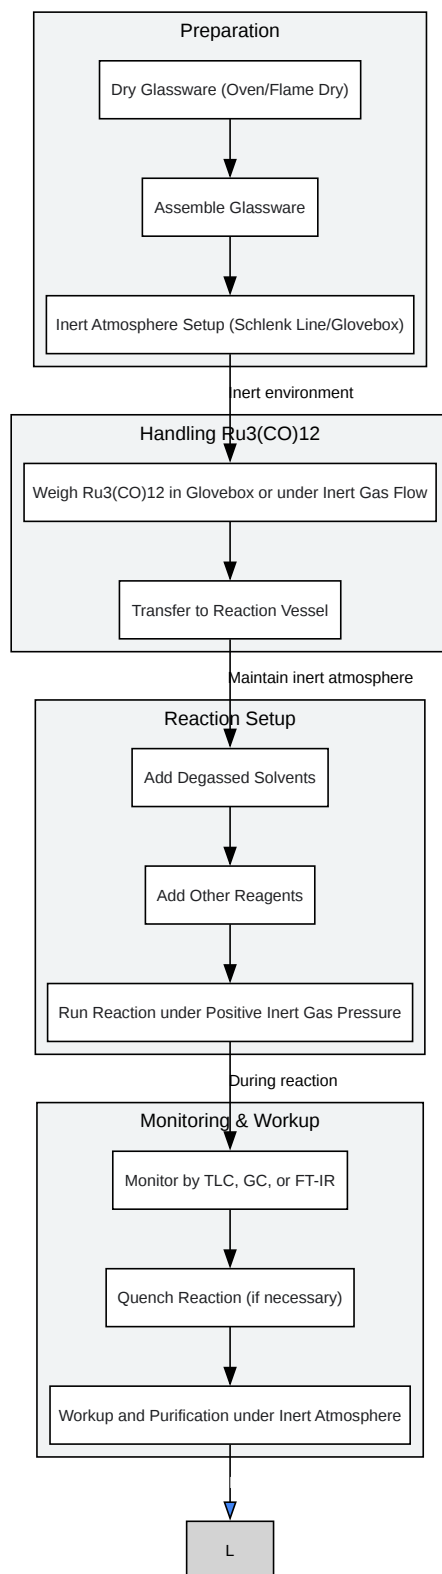 Preparation
Dry Glassware (Oven/Flame Dry)
Assemble Glassware
Inert Atmosphere Setup (Schlenk Line/Glovebox)
Inert environment
Handling Ru3(CO)12
Weigh Ru3(CO)12 in Glovebox or under Inert Gas Flow
Transfer to Reaction Vessel
Maintain inert atmosphere
Reaction Setup
Add Degassed Solvents
Add Other Reagents
Run Reaction under Positive Inert Gas Pressure
During reaction
Monitoring & Workup
Monitor by TLC, GC, or FT-IR
Quench Reaction (if necessary)
Workup and Purification under Inert Atmosphere
L